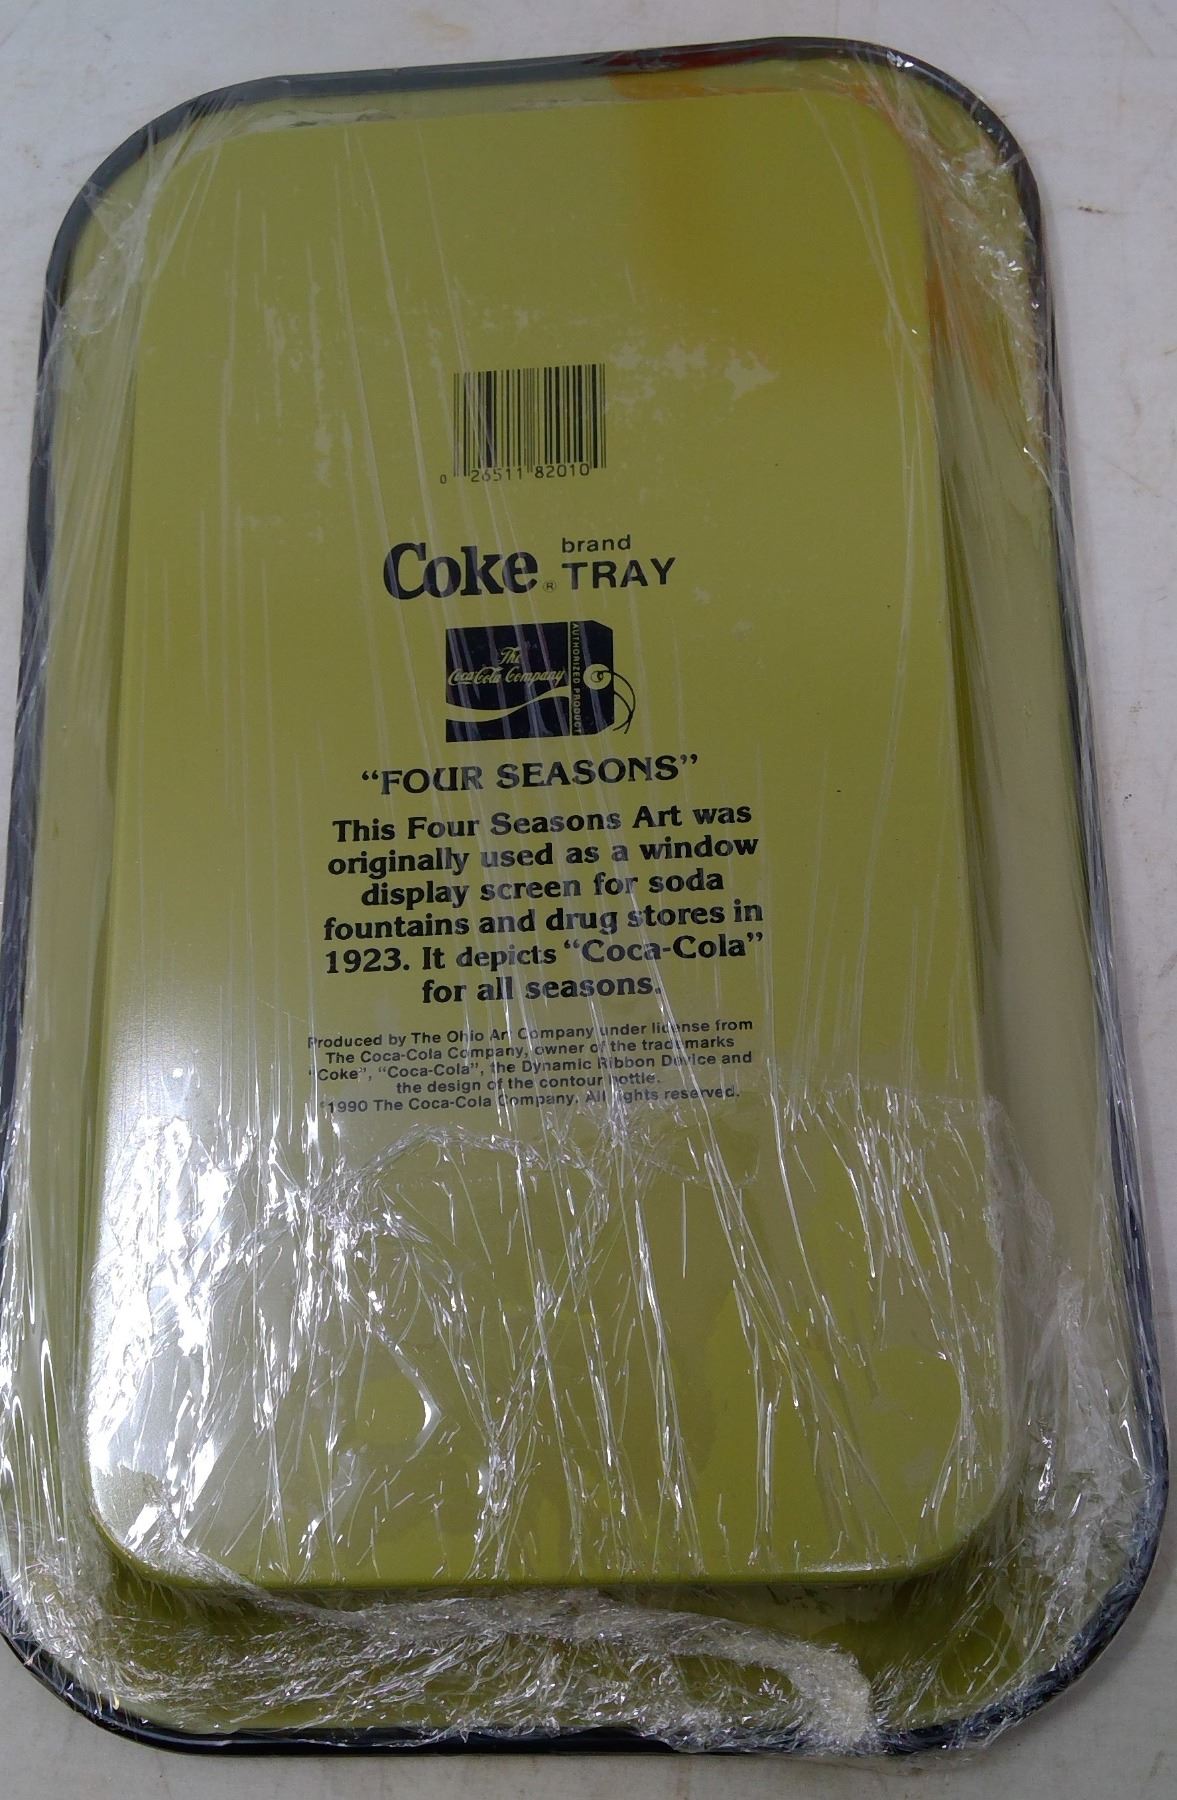 0 26511 82010
Coke® brand
TRAY
The
Coca-Cola Company
AUTHORIZED PRODUCT
“FOUR SEASONS”
This Four Seasons Art was
originally used as a window
display screen for soda
fountains and drug stores in
1923. It depicts “Coca-Cola”
for all seasons.
Produced by The Ohio Art Company under license from
The Coca-Cola Company, owner of the trademarks
“Coke”, “Coca-Cola”, the Dynamic Ribbon Device and
the design of the contour bottle.
©1990 The Coca-Cola Company. All rights reserved.